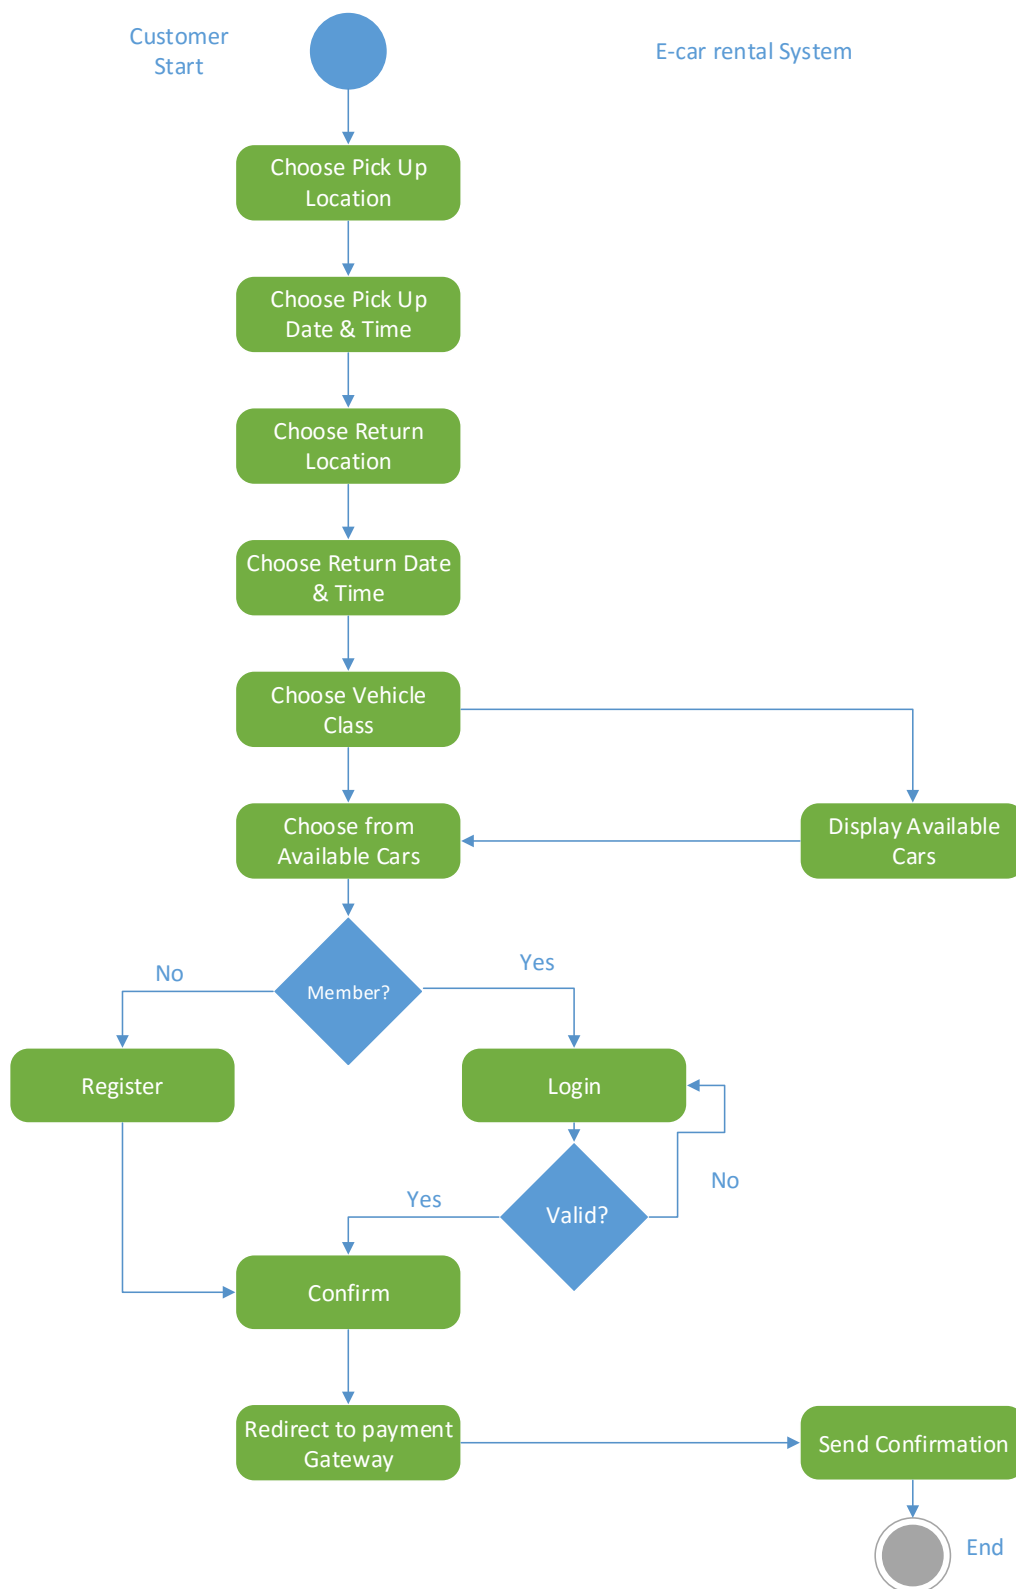 Customer
Start
E-car rental System
Choose Pick Up
Location
Choose Pick Up
Date & Time
Choose Return
Location
Choose Return Date
& Time
Choose Vehicle
Class
Choose from
Available Cars
Display Available
Cars
No
Yes
Member?
Register
Login
No
Yes
Valid?
Confirm
Redirect to payment
Gateway
Send Confirmation
End